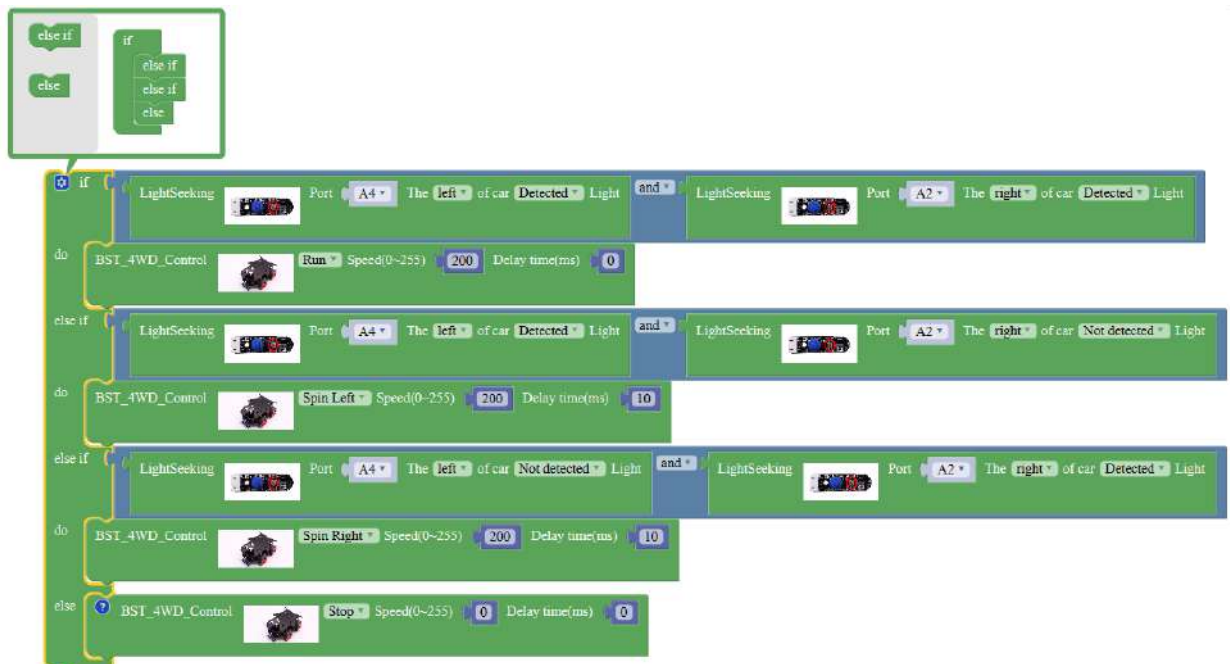 else if
else
if
else if
else if
else
if LightSeeking Port A4 The left of car Detected Light and LightSeeking Port A2 The right of car Detected Light
do BST_4WD_Control Run Speed(0~255) 200 Delay time(ms) 0
else if LightSeeking Port A4 The left of car Detected Light and LightSeeking Port A2 The right of car Not detected Light
do BST_4WD_Control Spin Left Speed(0~255) 200 Delay time(ms) 10
else if LightSeeking Port A4 The left of car Not detected Light and LightSeeking Port A2 The right of car Detected Light
do BST_4WD_Control Spin Right Speed(0~255) 200 Delay time(ms) 10
else ? BST_4WD_Control Stop Speed(0~255) 0 Delay time(ms) 0